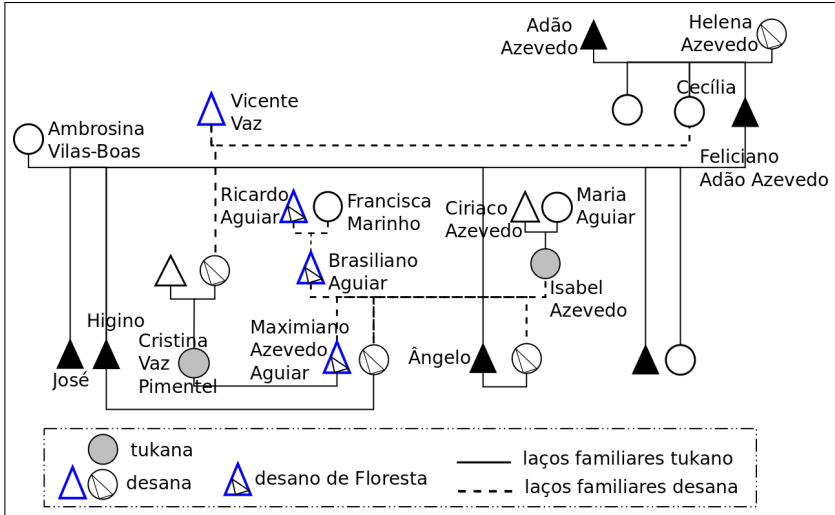 Adão
Azevedo
Helena
Azevedo
Cecília
Vicente
Vaz
Ambrosina
Vilas-Boas
Feliciano
Adão Azevedo
Ricardo
Aguiar
Francisca
Marinho
Ciriaco
Azevedo
Maria
Aguiar
Brasiliano
Aguiar
Isabel
Azevedo
Higino
José
Cristina
Vaz
Pimentel
Maximiano
Azevedo
Aguiar
Ângelo
tukana
desana
desano de Floresta
laços familiares tukano
laços familiares desana